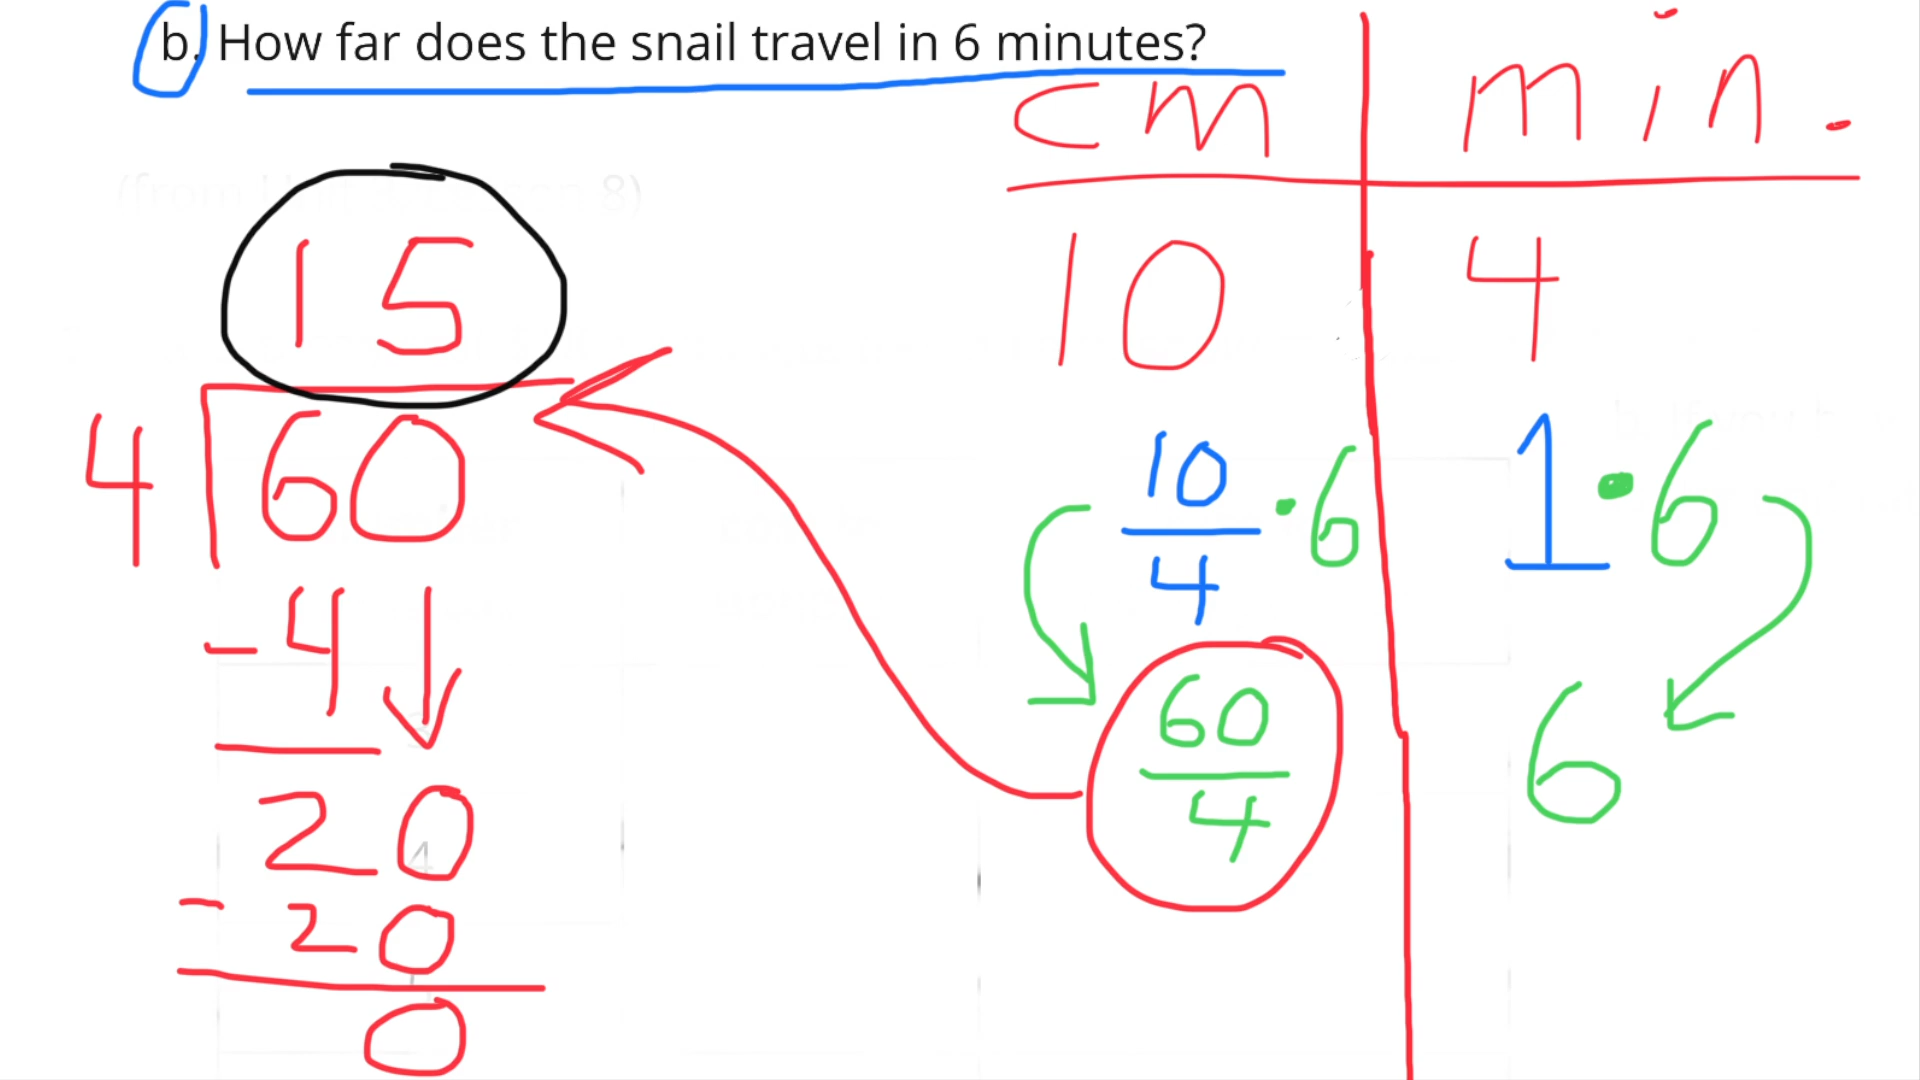 b. How far does the snail travel in 6 minutes?
cm min.
10 4
10/4 · 6 1 · 6
60/4 6
15
4 60
- 4
20
- 20
0